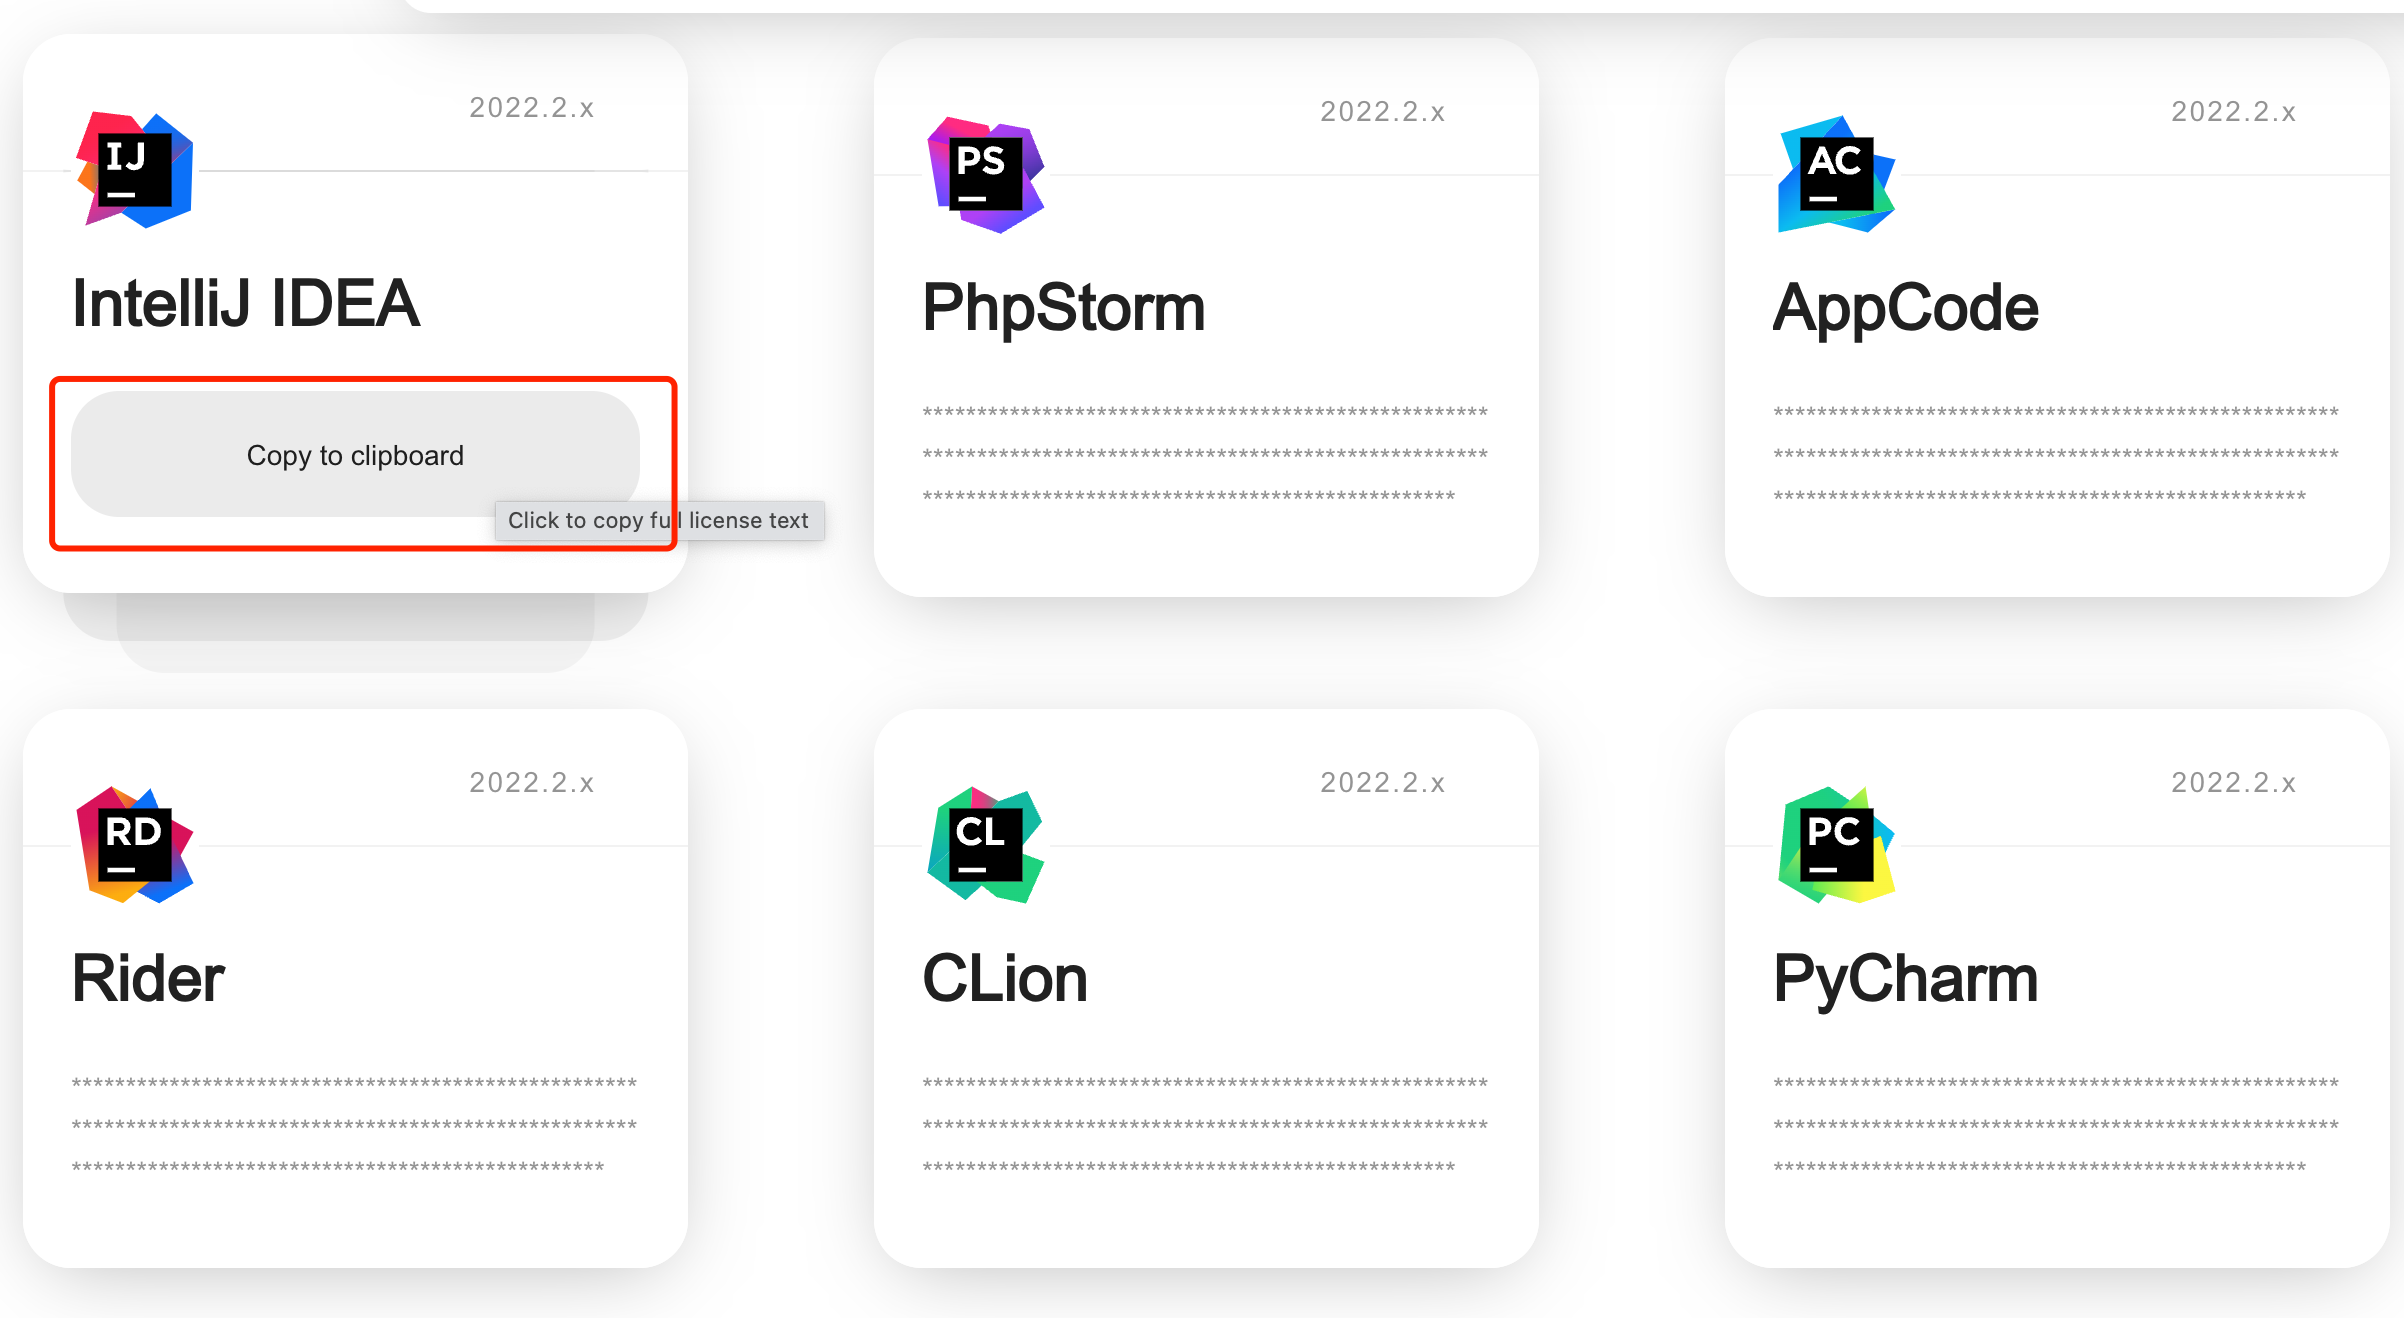 2022.2.x
IJ
IntelliJ IDEA
Copy to clipboard
Click to copy full license text
2022.2.x
PS
PhpStorm
****************************************************
****************************************************
*************************************************
2022.2.x
AC
AppCode
****************************************************
****************************************************
*************************************************
2022.2.x
RD
Rider
****************************************************
****************************************************
*************************************************
2022.2.x
CL
CLion
****************************************************
****************************************************
*************************************************
2022.2.x
PC
PyCharm
****************************************************
****************************************************
*************************************************